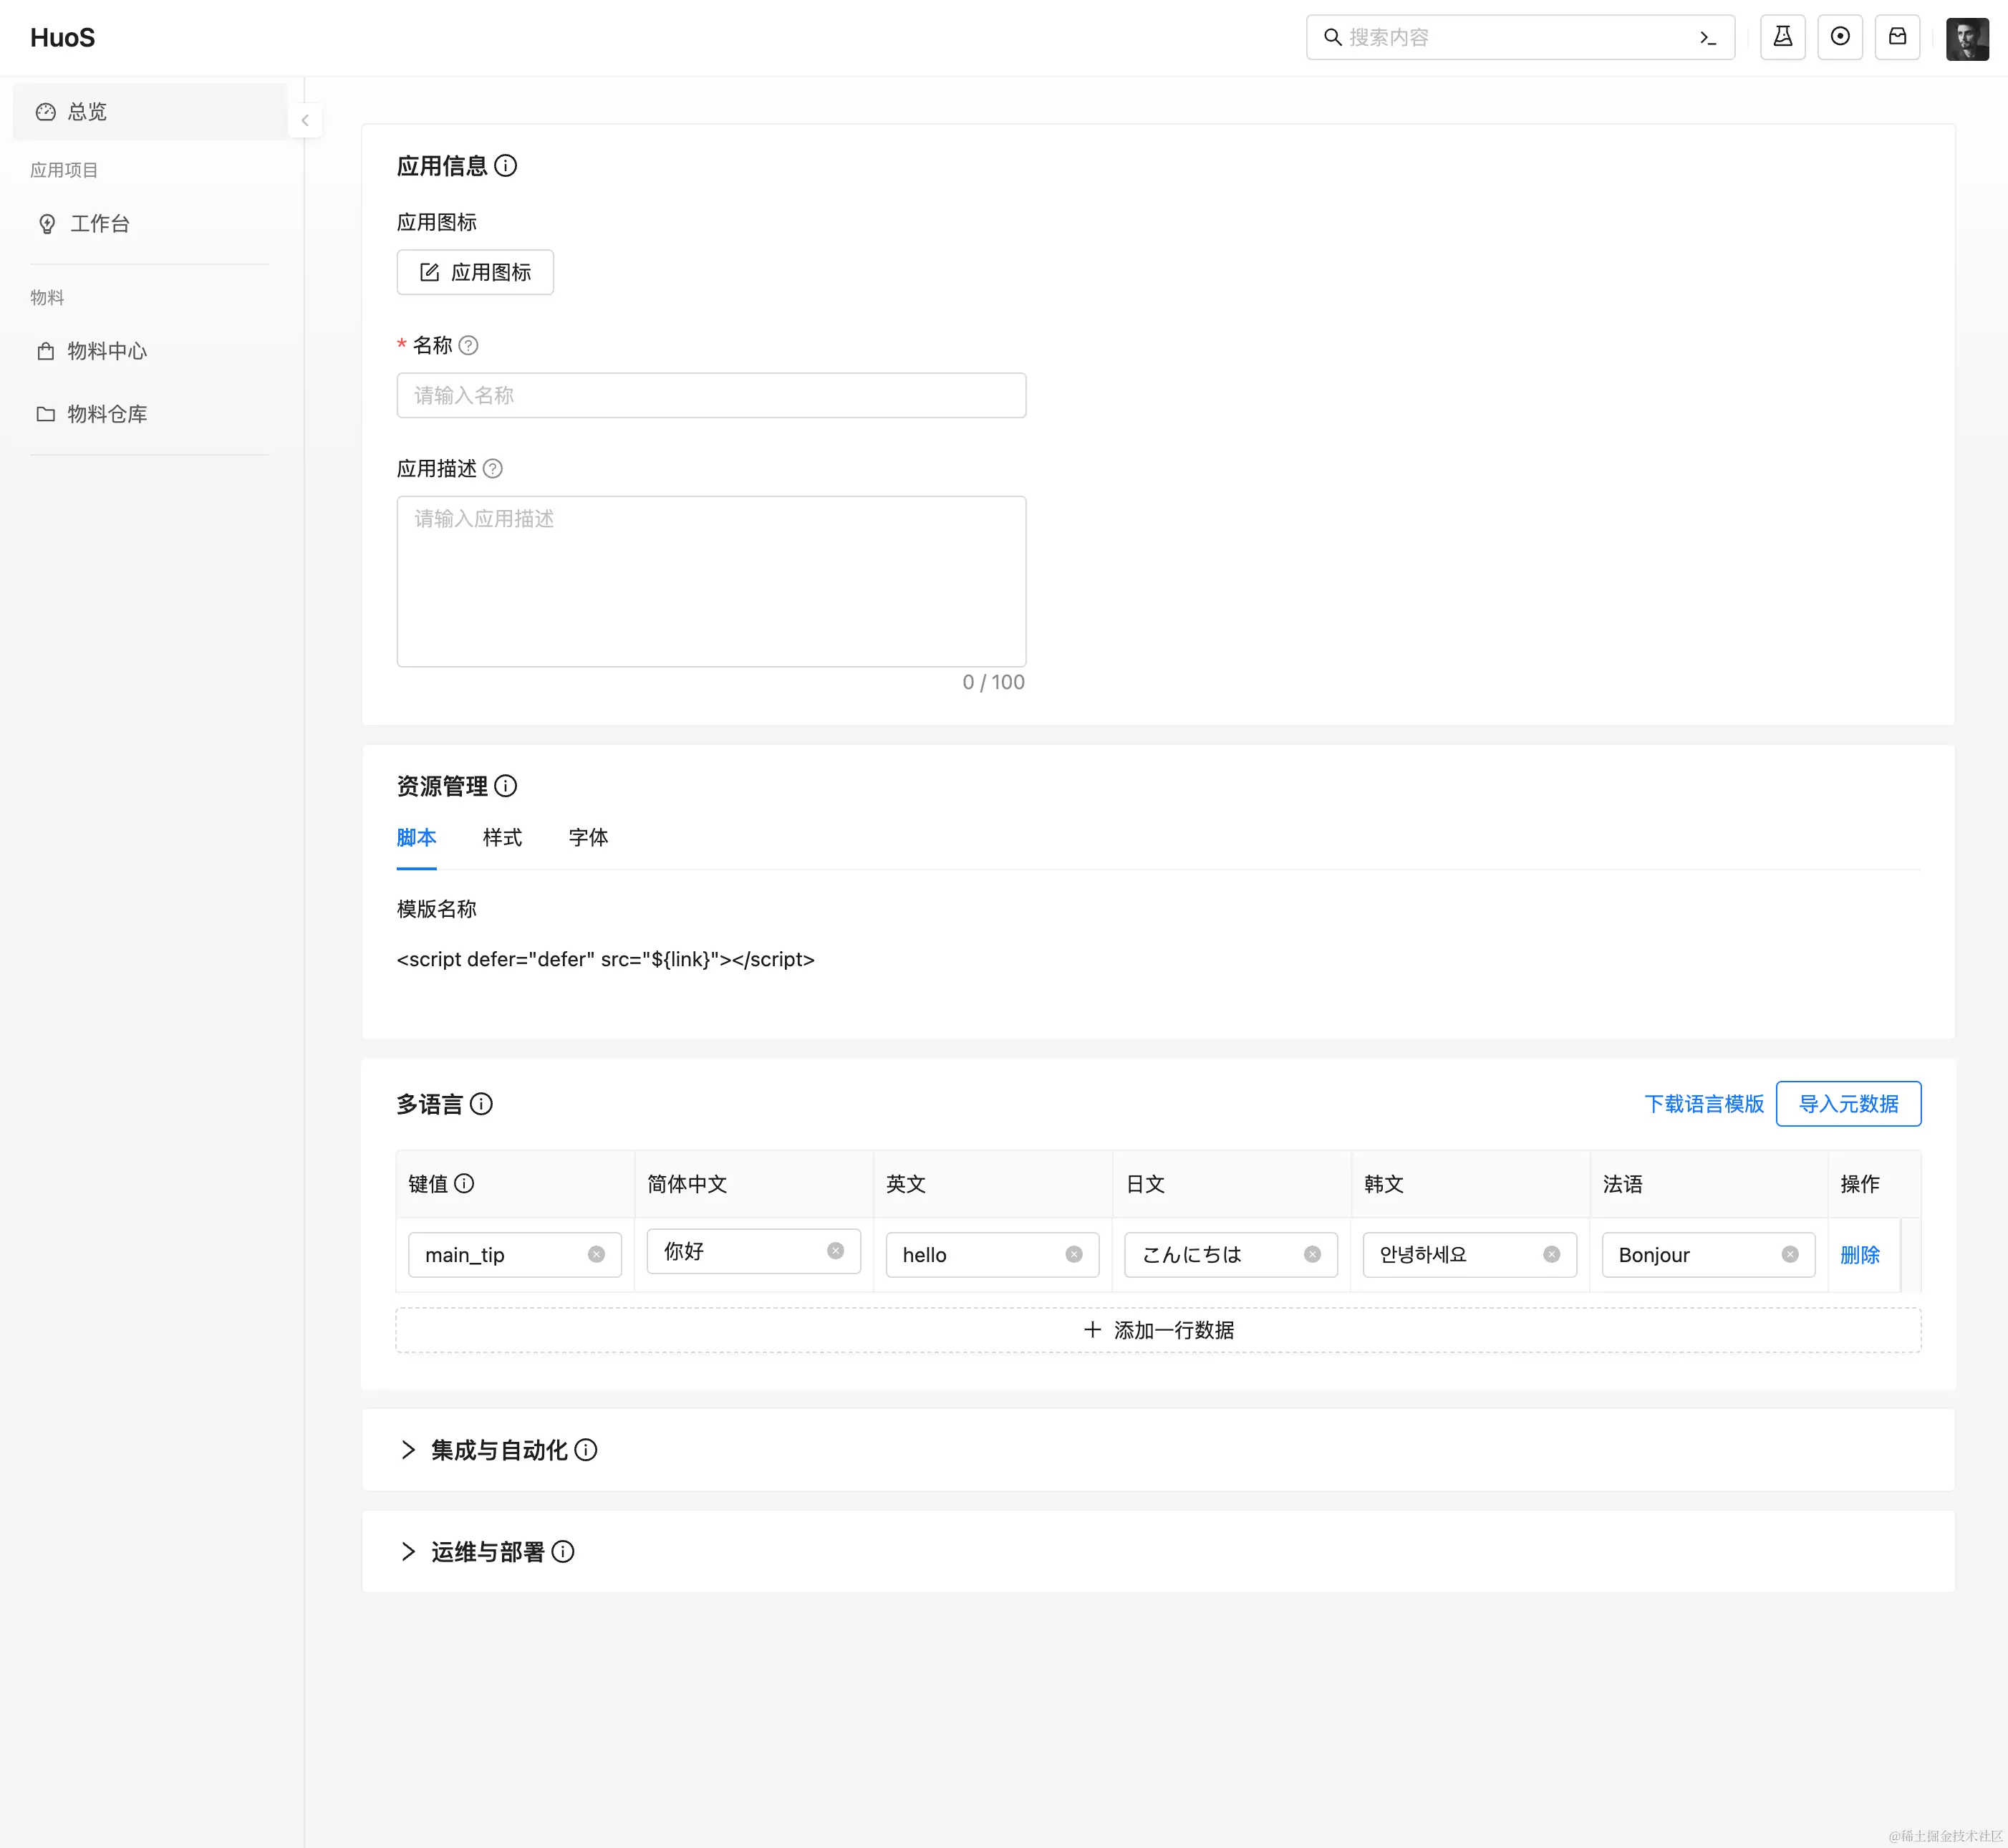 HuoS
搜索内容
总览
应用项目
工作台
物料
物料中心
物料仓库
应用信息
应用图标
应用图标
* 名称
请输入名称
应用描述
请输入应用描述
0 / 100
资源管理
脚本 样式 字体
模版名称
<script defer="defer" src="${link}"></script>
多语言
下载语言模版 导入元数据
键值 简体中文 英文 日文 韩文 法语 操作
main_tip 你好 hello こんにちは 안녕하세요 Bonjour 删除
添加一行数据
集成与自动化
运维与部署
@稀土掘金技术社区